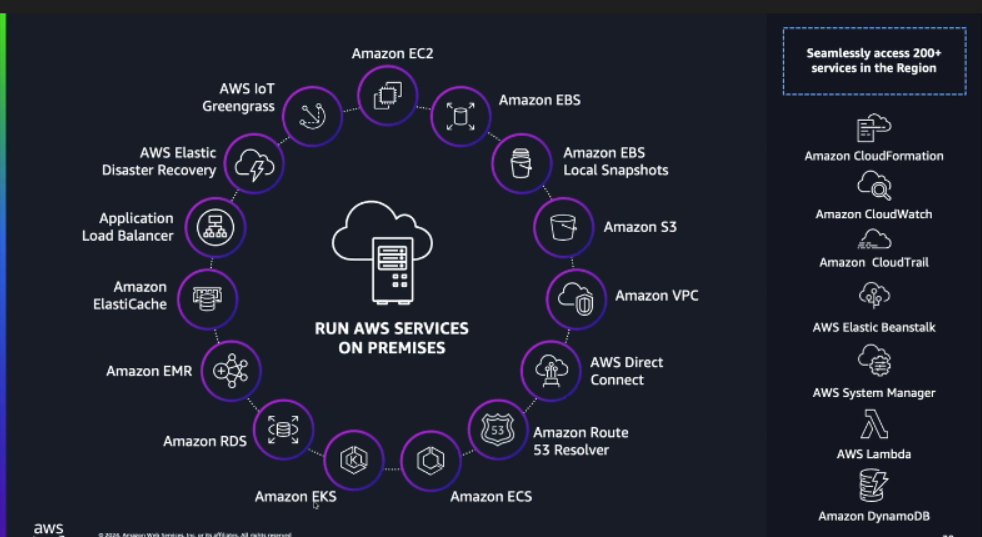 Amazon EC2
Amazon EBS
Amazon EBS
Local Snapshots
Amazon S3
Amazon VPC
AWS Direct
Connect
Amazon Route
53 Resolver
53
Amazon ECS
Amazon EKS
K
Amazon RDS
Amazon EMR
Amazon
ElastiCache
Application
Load Balancer
AWS Elastic
Disaster Recovery
AWS IoT
Greengrass
RUN AWS SERVICES
ON PREMISES
Seamlessly access 200+
services in the Region
Amazon CloudFormation
Amazon CloudWatch
Amazon CloudTrail
AWS Elastic Beanstalk
AWS System Manager
AWS Lambda
Amazon DynamoDB
aws
© 2024, Amazon Web Services, Inc. or its affiliates. All rights reserved